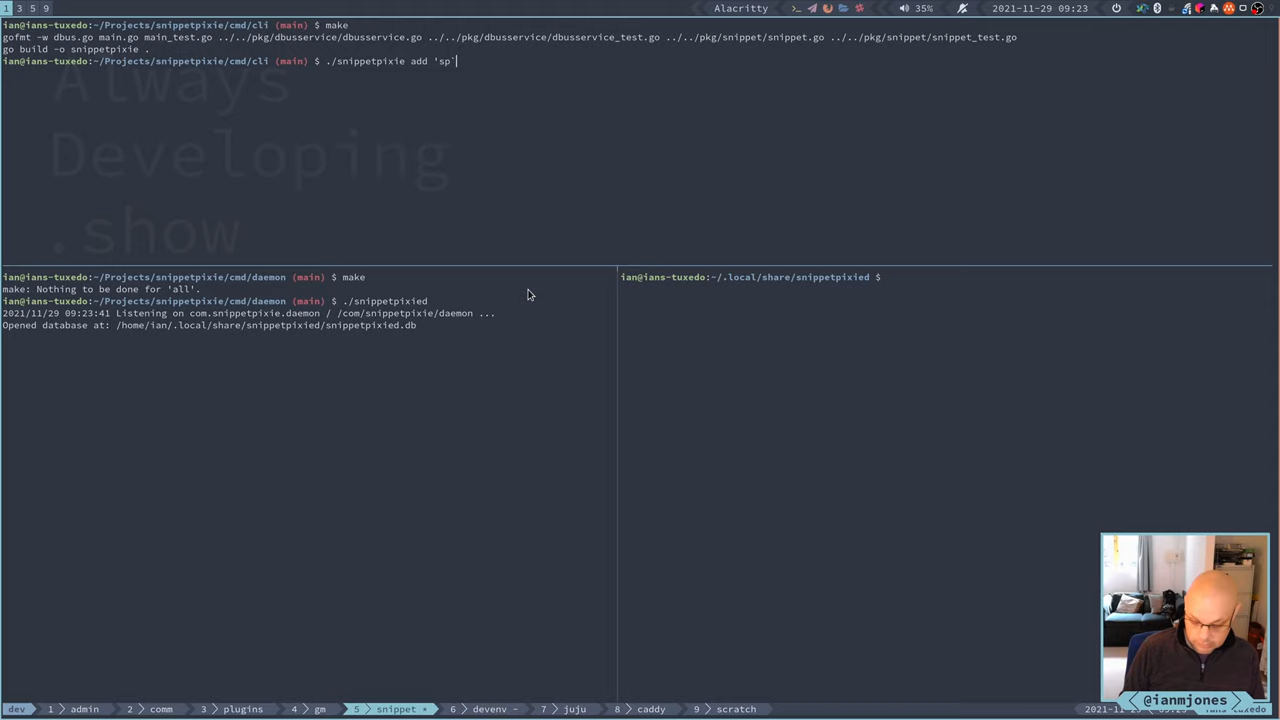 1 3 5 9
Alacritty
35%
2021-11-29 09:23
ian@ians-tuxedo:~/Projects/snippetpixie/cmd/cli (main) $ make
gofmt -w dbus.go main.go main_test.go ../../pkg/dbusservice/dbusservice.go ../../pkg/dbusservice/dbusservice_test.go ../../pkg/snippet/snippet.go ../../pkg/snippet/snippet_test.go
go build -o snippetpixie .
ian@ians-tuxedo:~/Projects/snippetpixie/cmd/cli (main) $ ./snippetpixie add 'sp`
Always
Developing
.show
ian@ians-tuxedo:~/Projects/snippetpixie/cmd/daemon (main) $ make
make: Nothing to be done for 'all'.
ian@ians-tuxedo:~/Projects/snippetpixie/cmd/daemon (main) $ ./snippetpixied
2021/11/29 09:23:41 Listening on com.snippetpixie.daemon / /com/snippetpixie/daemon ...
Opened database at: /home/ian/.local/share/snippetpixied/snippetpixied.db
ian@ians-tuxedo:~/.local/share/snippetpixied $
@ianmjones
dev 1 admin 2 comm 3 plugins 4 gm 5 snippet * 6 devenv - 7 juju 8 caddy 9 scratch